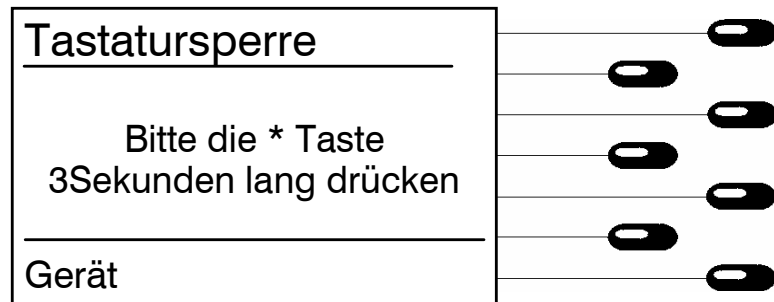 Tastatursperre
Bitte die * Taste
3Sekunden lang drücken
Gerät